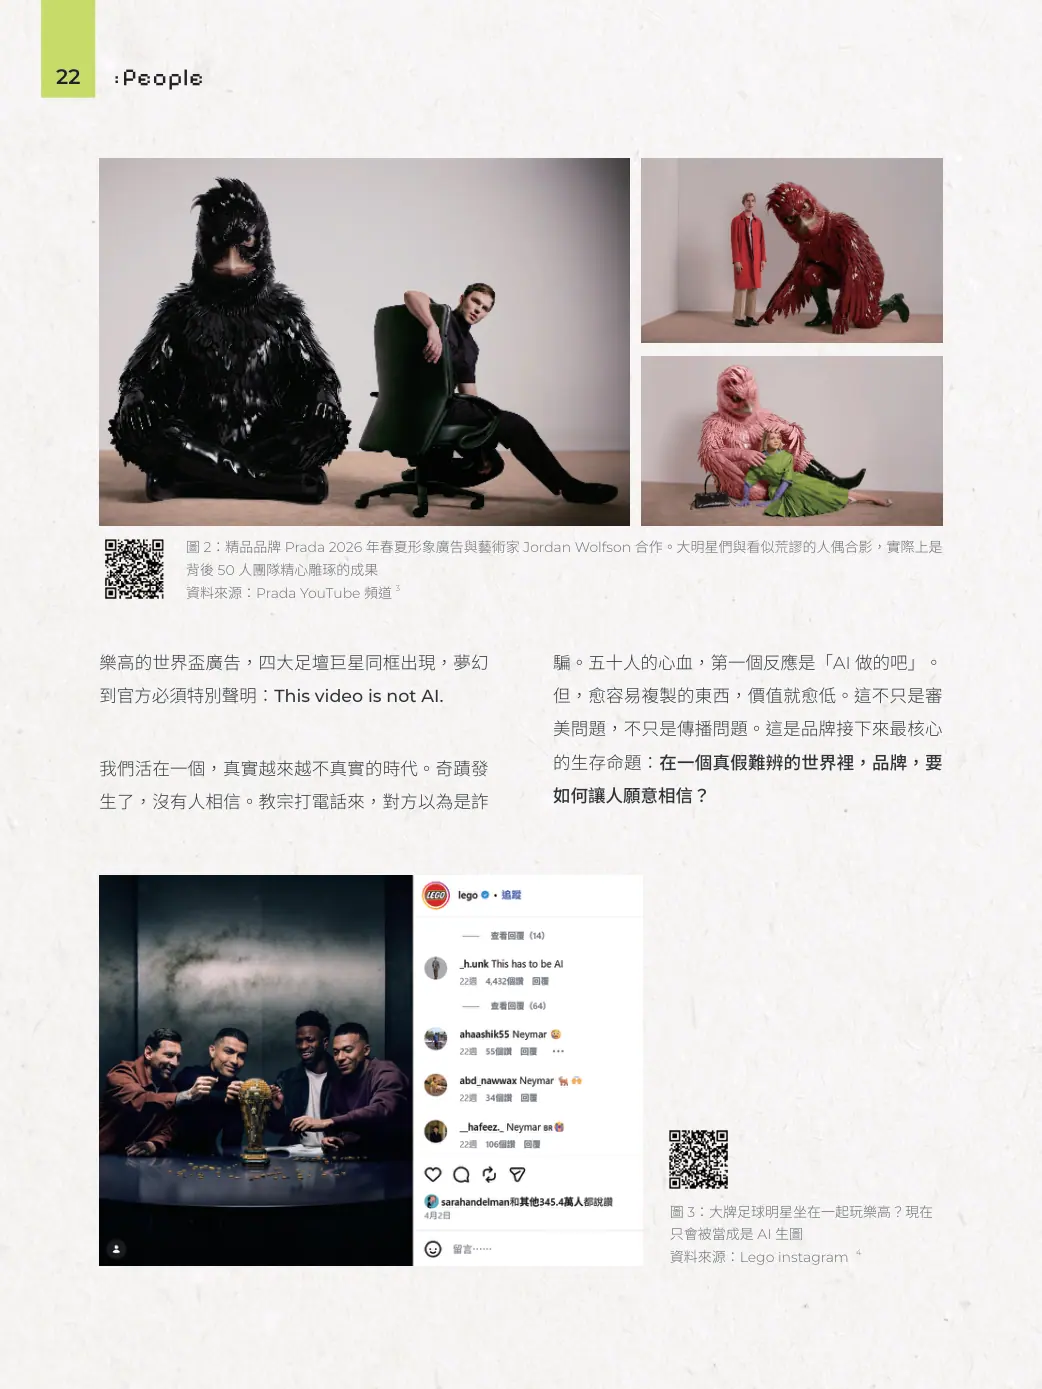 22
:People
圖 2：精品品牌 Prada 2026 年春夏形象廣告與藝術家 Jordan Wolfson 合作。大明星們與看似荒謬的人偶合影，實際上是
背後 50 人團隊精心雕琢的成果
資料來源：Prada YouTube 頻道 3
樂高的世界盃廣告，四大足壇巨星同框出現，夢幻
到官方必須特別聲明：This video is not AI.
我們活在一個，真實越來越不真實的時代。奇蹟發
生了，沒有人相信。教宗打電話來，對方以為是詐
騙。五十人的心血，第一個反應是「AI 做的吧」。
但，愈容易複製的東西，價值就愈低。這不只是審
美問題，不只是傳播問題。這是品牌接下來最核心
的生存命題：在一個真假難辨的世界裡，品牌，要
如何讓人願意相信？
LEGO
lego • 追蹤
查看回覆（14）
_h.unk This has to be AI
22週 4,432個讚 回覆
查看回覆（64）
ahaashik55 Neymar 😩
22週 55個讚 回覆 ···
abd_nawwax Neymar 🐐 🙌
22週 34個讚 回覆
__hafeez._ Neymar BR
22週 106個讚 回覆
sarahandelman和其他345.4萬人都說讚
4月2日
留言······
圖 3：大牌足球明星坐在一起玩樂高？現在
只會被當成是 AI 生圖
資料來源：Lego instagram 4